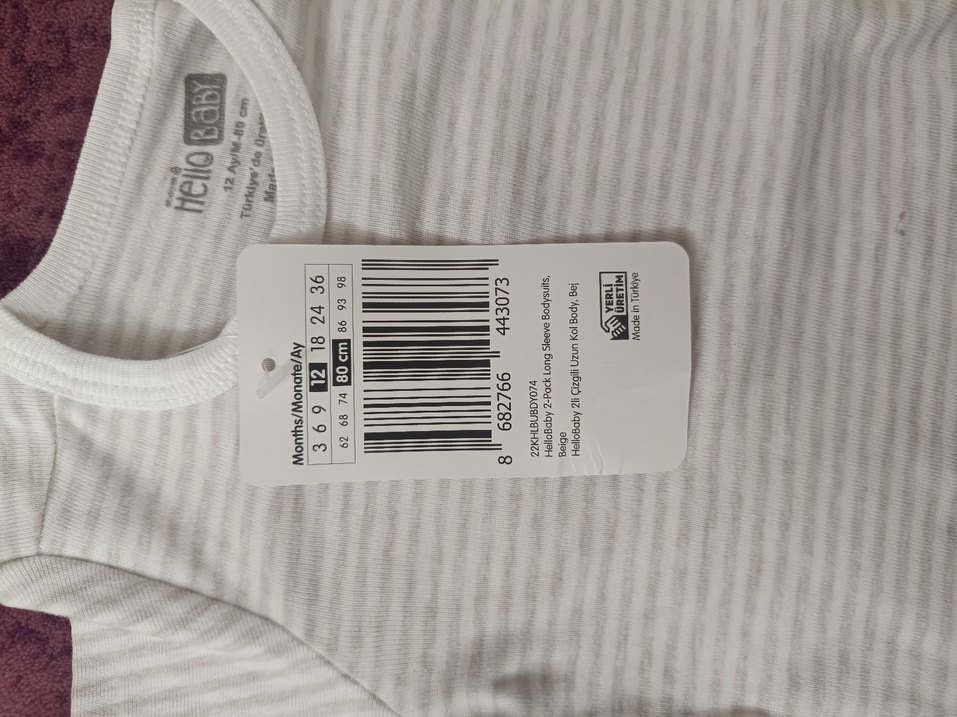 Hello BABY
12 Ay/M-80 cm
Türkiye'de
Months/Monate/Ay
3 6 9 12 18 24 36
62 68 74 80 cm 86 93 98
8 682766 443073
22KHLBUBDY074
HelloBaby 2-Pack Long Sleeve Bodysuits,
Beige
HelloBaby 2li Çizgili Uzun Kol Body, Bej
YERLİ
ÜRETİM
Made in Türkiye